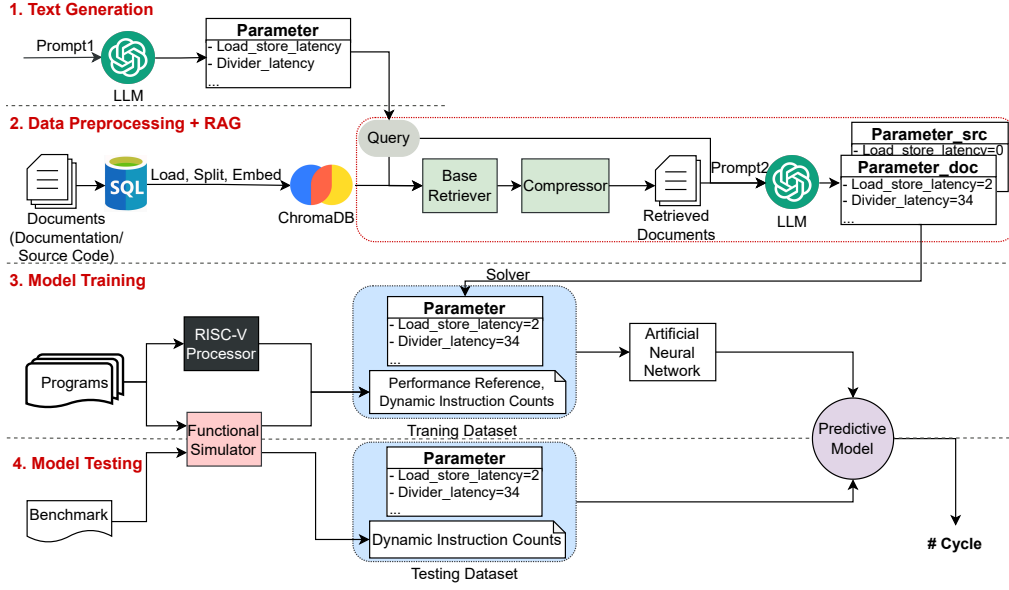 1. Text Generation
Prompt1
LLM
Parameter
- Load_store_latency
- Divider_latency
...
2. Data Preprocessing + RAG
Documents
(Documentation/
Source Code)
SQL
Load, Split, Embed
ChromaDB
Query
Base
Retriever
Compressor
Retrieved
Documents
Prompt2
LLM
Parameter_src
- Load_store_latency=0
Parameter_doc
- Load_store_latency=2
- Divider_latency=34
...
3. Model Training
Solver
Programs
RISC-V
Processor
Functional
Simulator
Parameter
- Load_store_latency=2
- Divider_latency=34
...
Performance Reference,
Dynamic Instruction Counts
Traning Dataset
Artificial
Neural
Network
Predictive
Model
4. Model Testing
Benchmark
Parameter
- Load_store_latency=2
- Divider_latency=34
...
Dynamic Instruction Counts
Testing Dataset
# Cycle